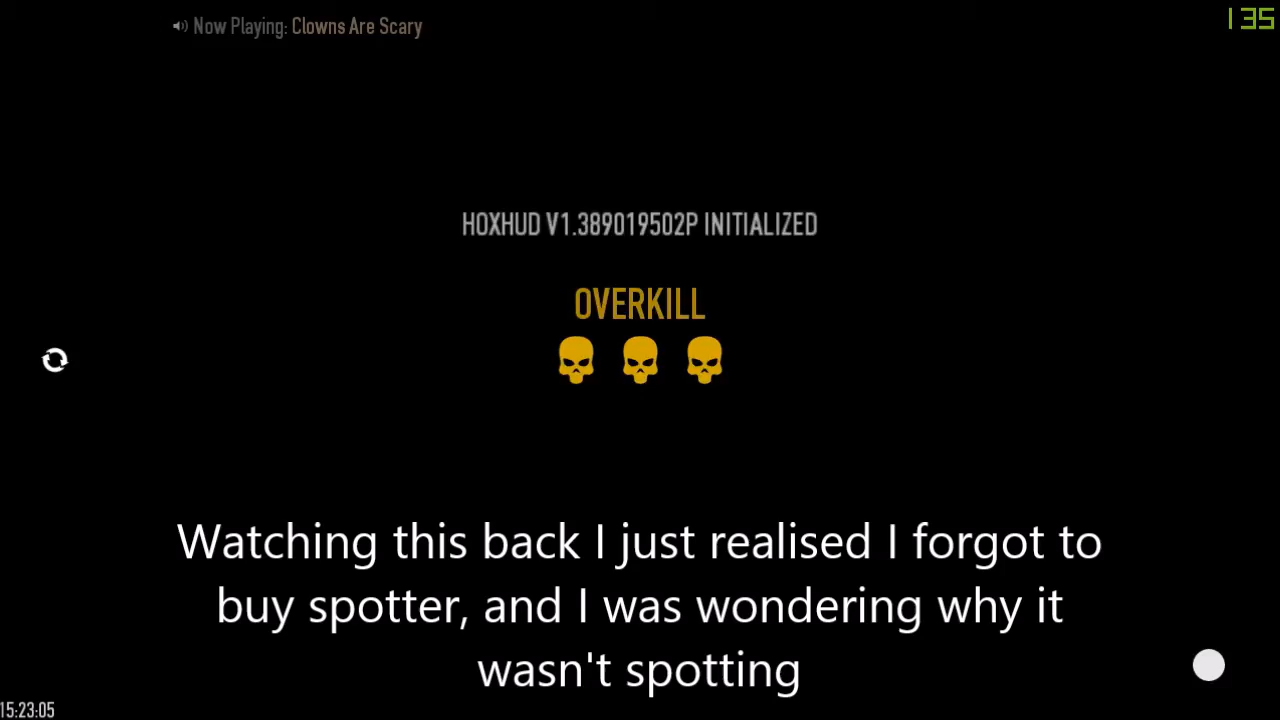 Now Playing: Clowns Are Scary
135
HOXHUD V1.389019502P INITIALIZED
OVERKILL
Watching this back I just realised I forgot to
buy spotter, and I was wondering why it
wasn't spotting
15:23:05